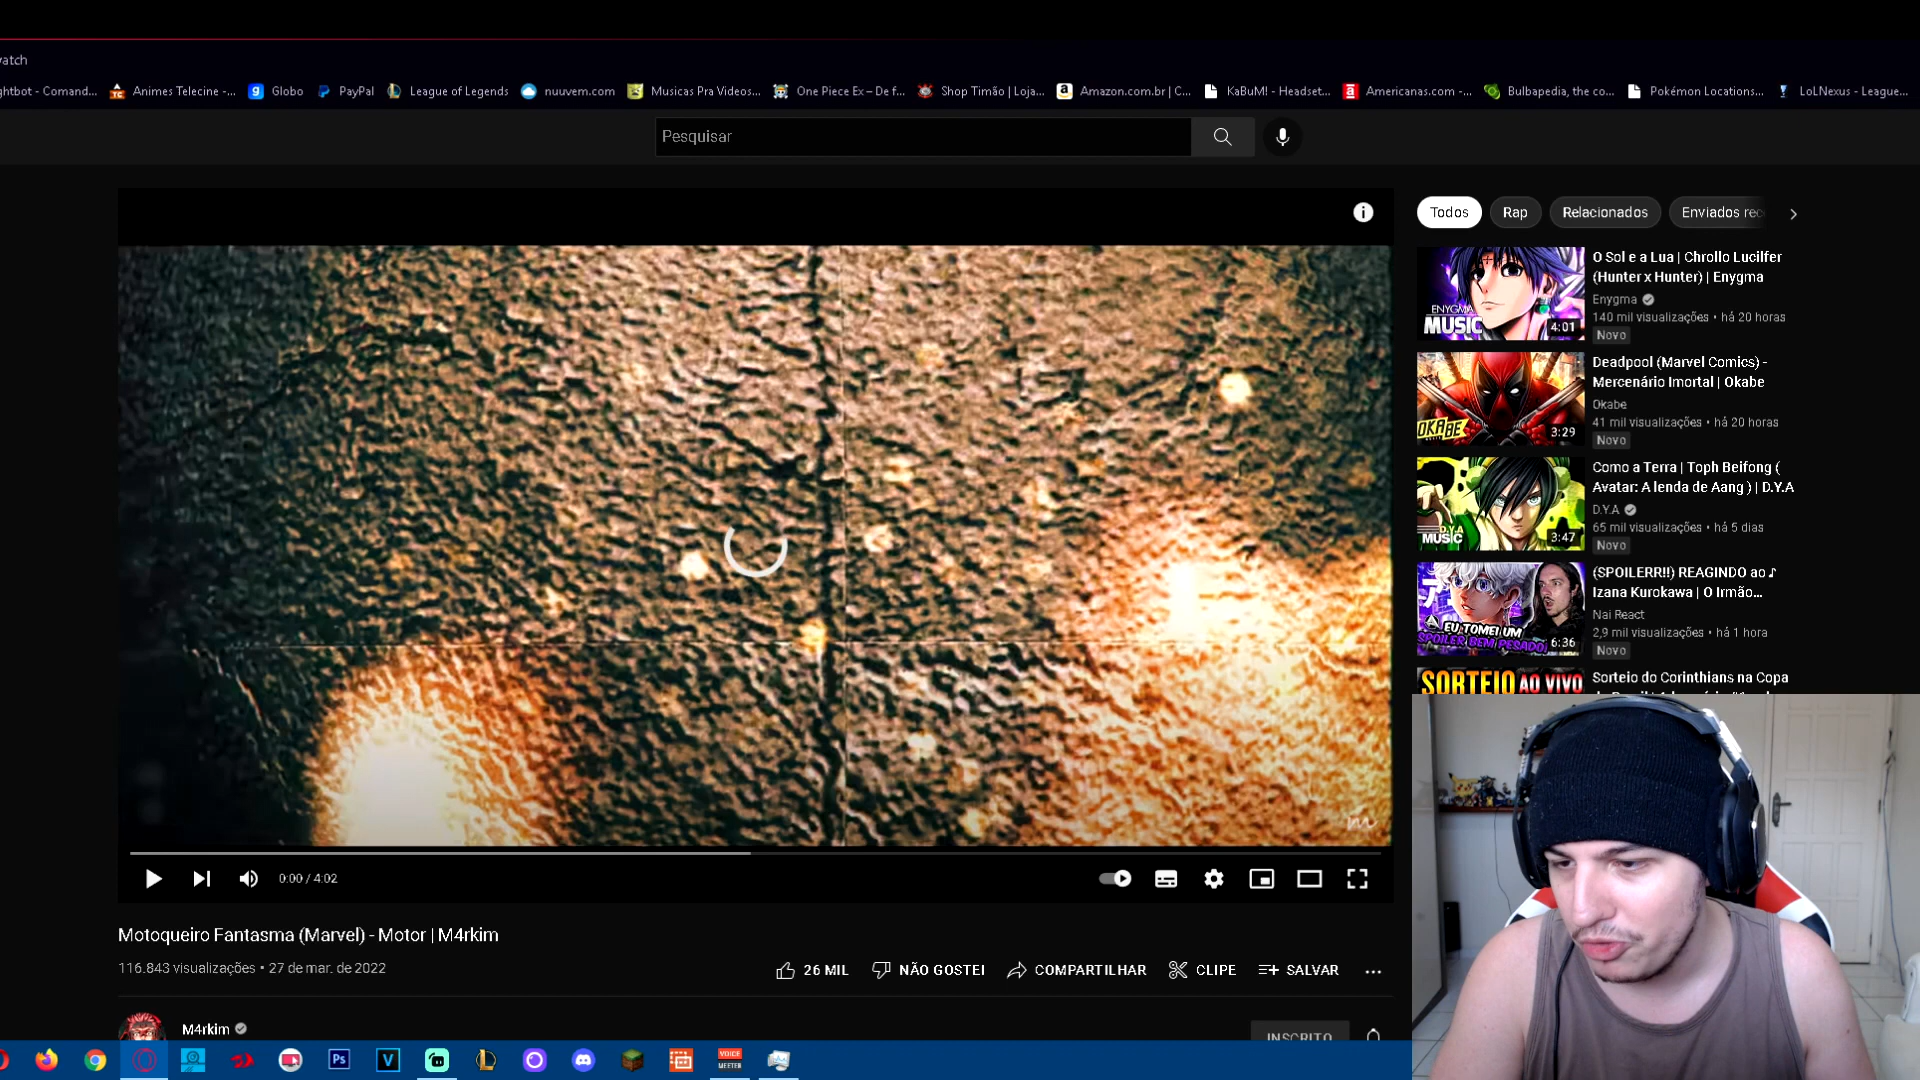 watch
ghtbot - Comand...
Animes Telecine -...
Globo
PayPal
League of Legends
nuuvem.com
Musicas Pra Videos...
One Piece Ex – De f...
Shop Timão | Loja...
Amazon.com.br | C...
KaBuM! - Headset...
Americanas.com -...
Bulbapedia, the co...
Pokémon Locations...
LoLNexus - League...
Pesquisar
Todos
Rap
Relacionados
Enviados rec
O Sol e a Lua | Chrollo Lucilfer
(Hunter x Hunter) | Enygma
Enygma
140 mil visualizações • há 20 horas
Novo
ENYGMA
MUSIC
4:01
Deadpool (Marvel Comics) -
Mercenário Imortal | Okabe
Okabe
41 mil visualizações • há 20 horas
Novo
OKABE
3:29
Como a Terra | Toph Beifong (
Avatar: A lenda de Aang ) | D.Y.A
D.Y.A
65 mil visualizações • há 5 dias
Novo
D.Y.A
MUSIC
3:47
(SPOILERR!!) REAGINDO ao ♪
Izana Kurokawa | O Irmão...
Nai React
2,9 mil visualizações • há 1 hora
Novo
EU TOMEI UM
SPOILER BEM PESADO!
6:36
SORTEIO AO VIVO
Sorteio do Corinthians na Copa
0:00 / 4:02
Motoqueiro Fantasma (Marvel) - Motor | M4rkim
116.843 visualizações • 27 de mar. de 2022
26 MIL
NÃO GOSTEI
COMPARTILHAR
CLIPE
SALVAR
M4rkim
INSCRITO
Ps
V
VOICE
MEETER